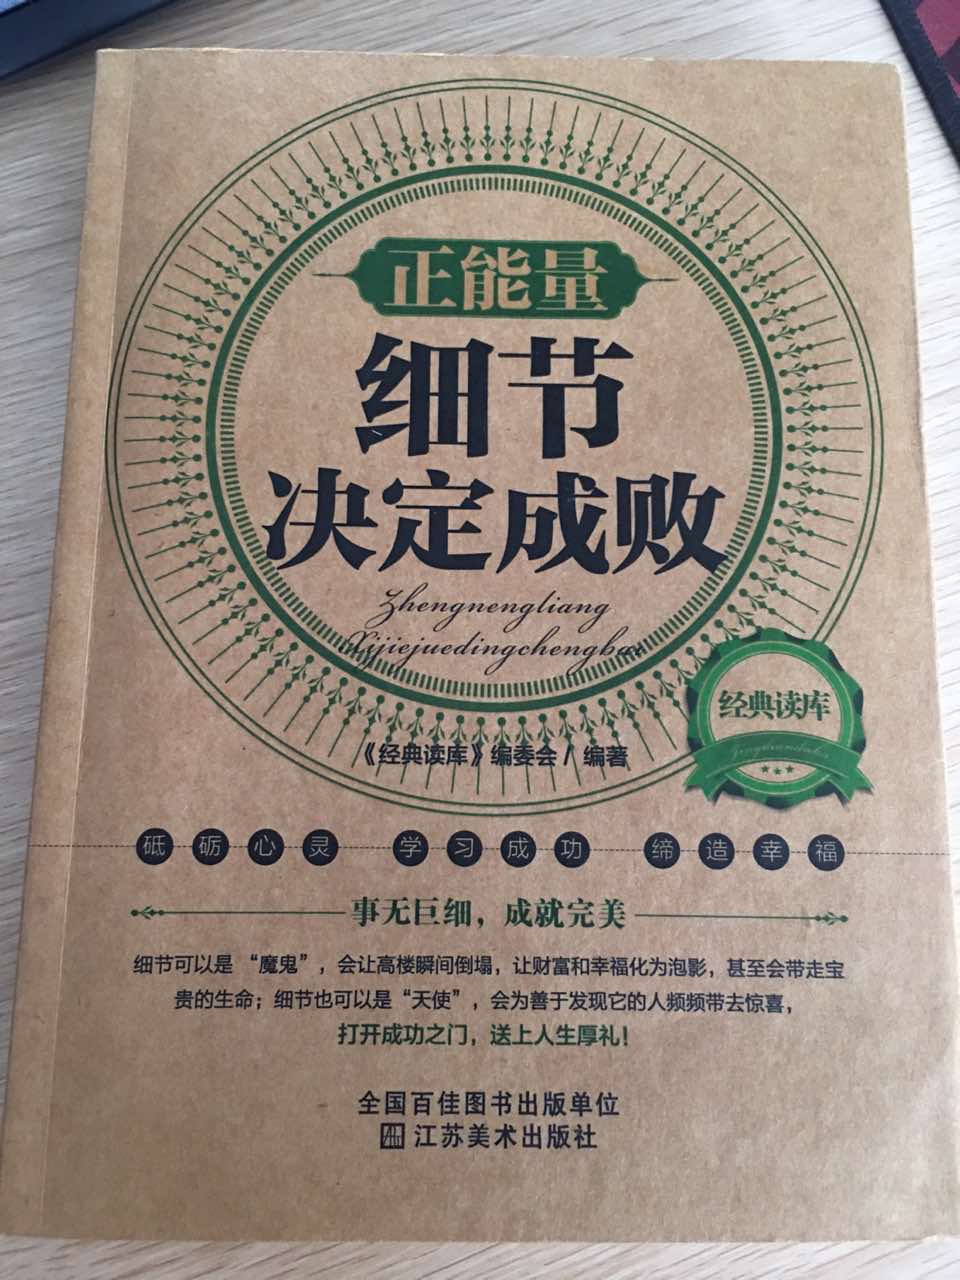 正能量
细节
决定成败
Zhengnengliang
Xijiejuedingchengbai
经典读库
《经典读库》编委会 / 编著
砥砺心灵 学习成功 缔造幸福
事无巨细，成就完美
细节可以是“魔鬼”，会让高楼瞬间倒塌，让财富和幸福化为泡影，甚至会带走宝
贵的生命；细节也可以是“天使”，会为善于发现它的人频频带去惊喜，
打开成功之门，送上人生厚礼！
全国百佳图书出版单位
江苏美术出版社